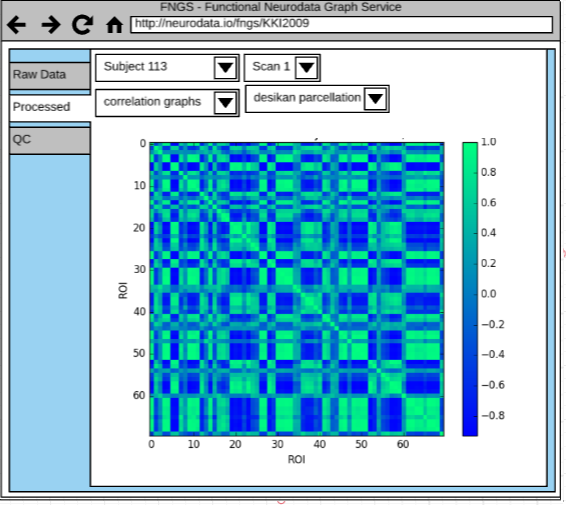 FNGS - Functional Neurodata Graph Service
http://neurodata.io/fngs/KKI2009
Raw Data
Processed
QC
Subject 113
Scan 1
correlation graphs
desikan parcellation
0
10
20
30
40
50
60
ROI
0 10 20 30 40 50 60
ROI
1.0
0.8
0.6
0.4
0.2
0.0
−0.2
−0.4
−0.6
−0.8